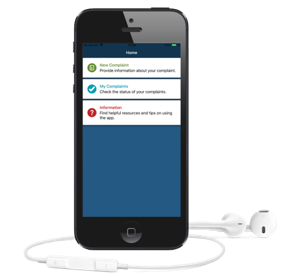 Home
New Complaint
Provide information about your complaint.
My Complaints
Check the status of your complaints.
Information
Find helpful resources and tips on using
the app.